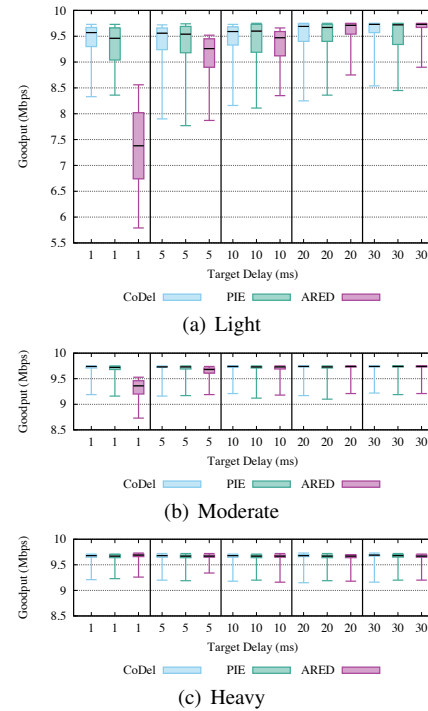 10
9.5
9
8.5
8
7.5
7
6.5
6
5.5
Goodput (Mbps)
1 1 1 5 5 5 10 10 10 20 20 20 30 30 30
Target Delay (ms)
CoDel PIE ARED
(a) Light
10
9.5
9
8.5
Goodput (Mbps)
1 1 1 5 5 5 10 10 10 20 20 20 30 30 30
Target Delay (ms)
CoDel PIE ARED
(b) Moderate
10
9.5
9
8.5
Goodput (Mbps)
1 1 1 5 5 5 10 10 10 20 20 20 30 30 30
Target Delay (ms)
CoDel PIE ARED
(c) Heavy